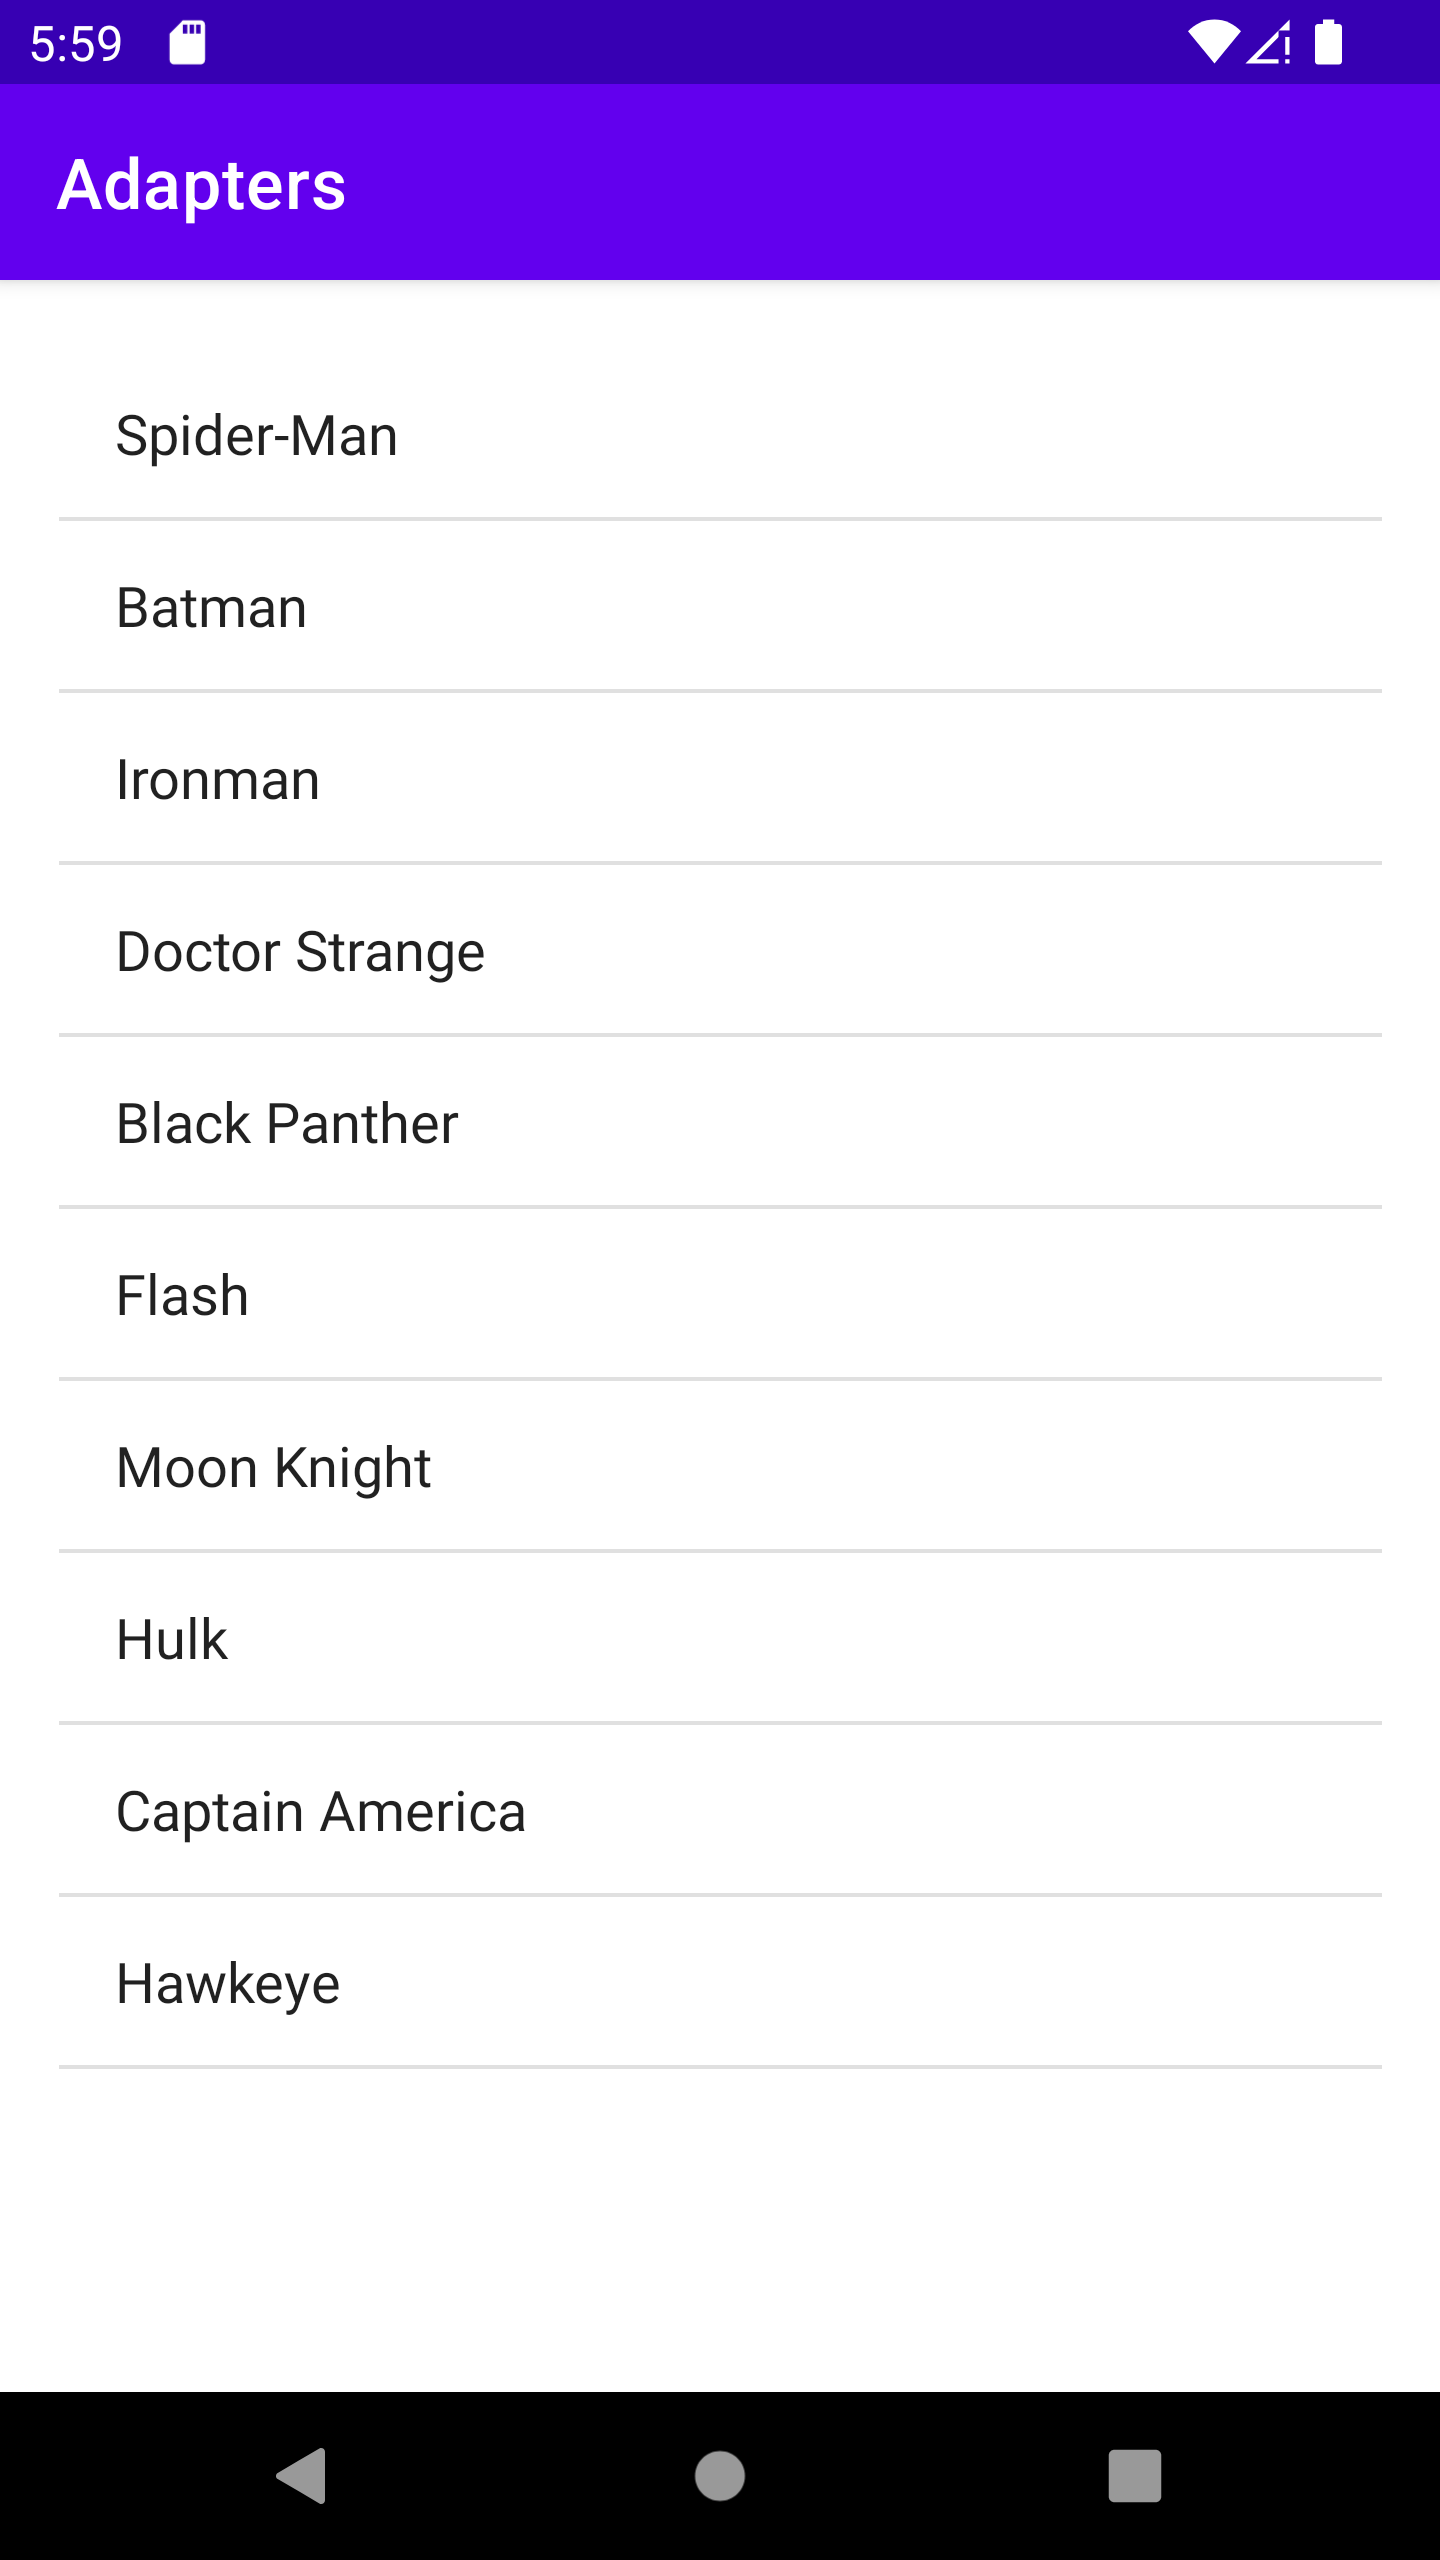 5:59
Adapters
Spider-Man
Batman
Ironman
Doctor Strange
Black Panther
Flash
Moon Knight
Hulk
Captain America
Hawkeye